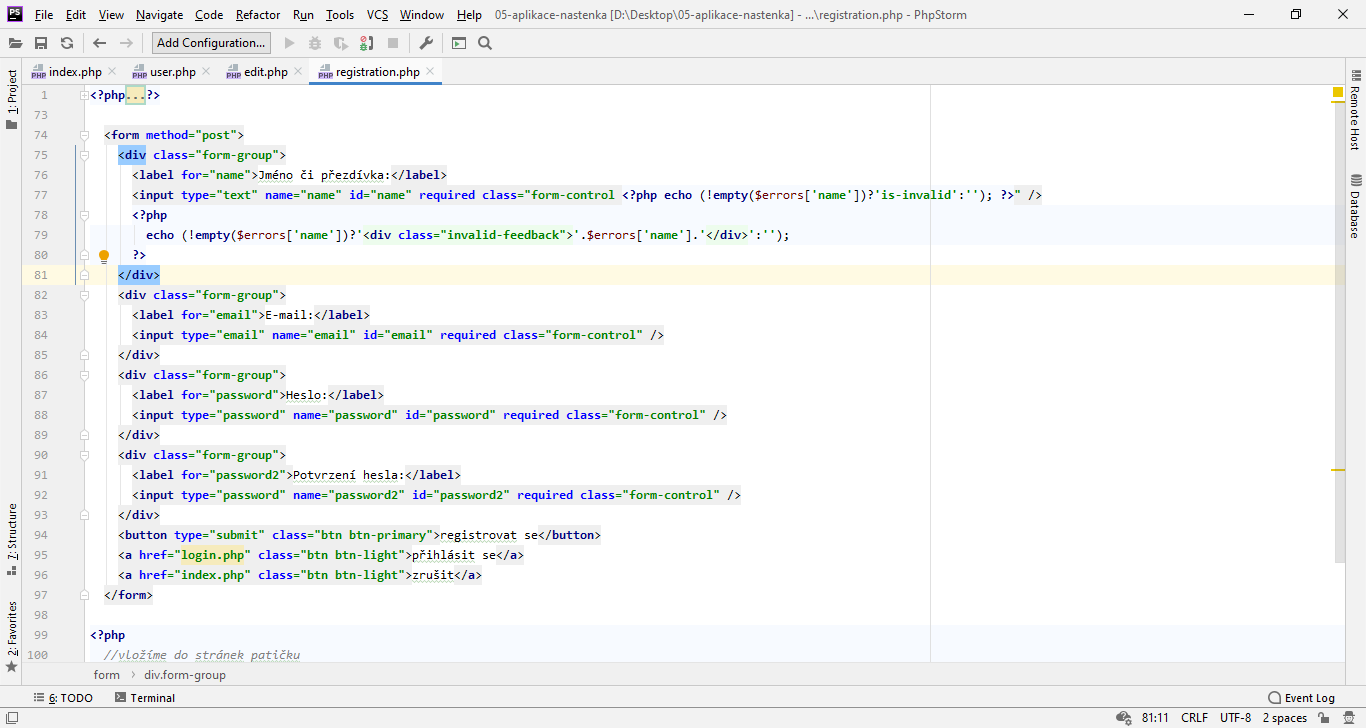 PS File Edit View Navigate Code Refactor Run Tools VCS Window Help 05-aplikace-nastenka [D:\Desktop\05-aplikace-nastenka] - ...\registration.php - PhpStorm
Add Configuration...
index.php user.php edit.php registration.php
1: Project
7: Structure
2: Favorites
Remote Host
Database
1 <?php...?>
73
74 <form method="post">
75 <div class="form-group">
76 <label for="name">Jméno či přezdívka:</label>
77 <input type="text" name="name" id="name" required class="form-control <?php echo (!empty($errors['name'])?'is-invalid':''); ?>" />
78 <?php
79 echo (!empty($errors['name'])?'<div class="invalid-feedback">'.$errors['name'].'</div>':'');
80 ?>
81 </div>
82 <div class="form-group">
83 <label for="email">E-mail:</label>
84 <input type="email" name="email" id="email" required class="form-control" />
85 </div>
86 <div class="form-group">
87 <label for="password">Heslo:</label>
88 <input type="password" name="password" id="password" required class="form-control" />
89 </div>
90 <div class="form-group">
91 <label for="password2">Potvrzení hesla:</label>
92 <input type="password" name="password2" id="password2" required class="form-control" />
93 </div>
94 <button type="submit" class="btn btn-primary">registrovat se</button>
95 <a href="login.php" class="btn btn-light">přihlásit se</a>
96 <a href="index.php" class="btn btn-light">zrušit</a>
97 </form>
98
99 <?php
100 //vložíme do stránek patičku
form › div.form-group
6: TODO Terminal Event Log
81:11 CRLF UTF-8 2 spaces